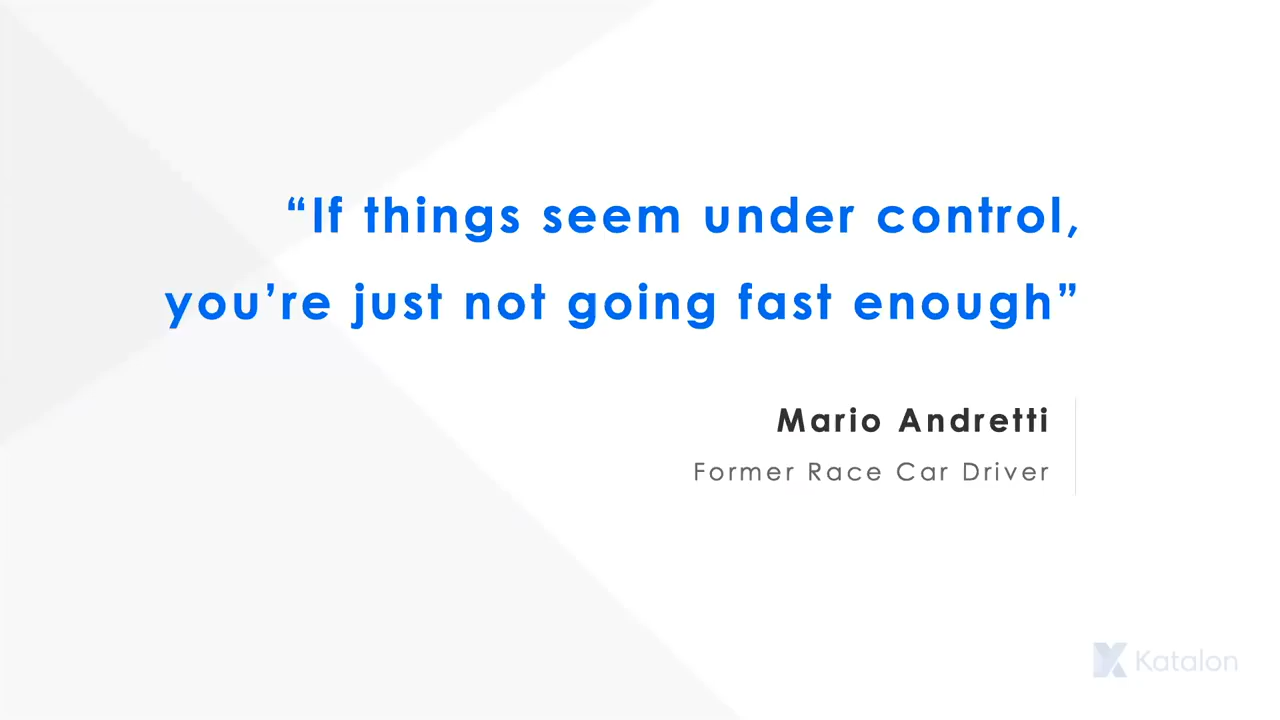 “If things seem under control,
you’re just not going fast enough”
Mario Andretti
Former Race Car Driver
Katalon